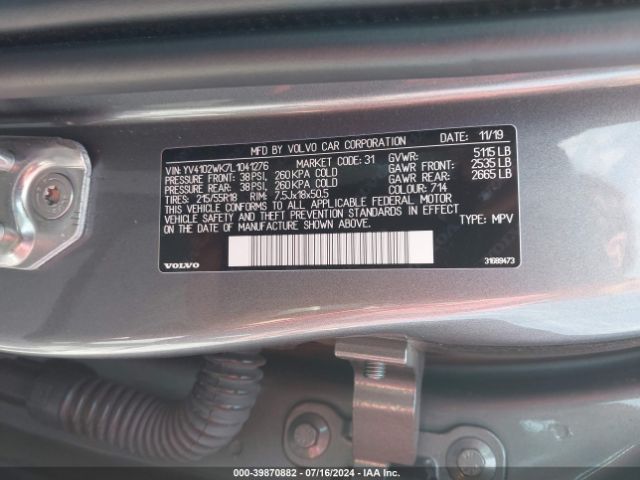 MFD BY VOLVO CAR CORPORATION DATE: 11/19
VIN: YV4102WK7L1041276 MARKET CODE: 31 GVWR: 5115 LB
PRESSURE FRONT: 38 PSI, 260 KPA COLD GAWR FRONT: 2535 LB
PRESSURE REAR: 38 PSI, 260 KPA COLD GAWR REAR: 2665 LB
TIRES: 215/55R18 RIM: 7.5Jx18x50.5 COLOUR: 714
THIS VEHICLE CONFORMS TO ALL APPLICABLE FEDERAL MOTOR
VEHICLE SAFETY AND THEFT PREVENTION STANDARDS IN EFFECT
ON THE DATE OF MANUFACTURE SHOWN ABOVE. TYPE: MPV
VOLVO 31689473
000-39870882 - 07/16/2024 - IAA Inc.